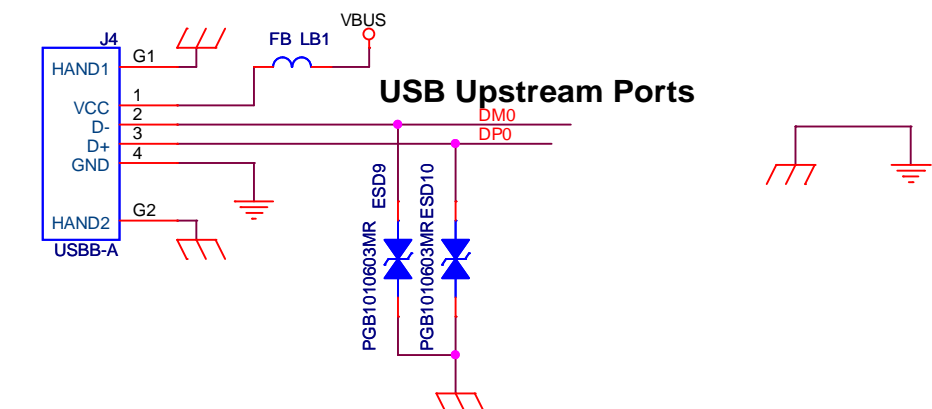 VBUS
J4
G1
FB LB1
HAND1
USB Upstream Ports
1
VCC
2
D-
DM0
3
D+
DP0
4
GND
ESD9
ESD10
G2
HAND2
USBB-A
PGB1010603MR
PGB1010603MR